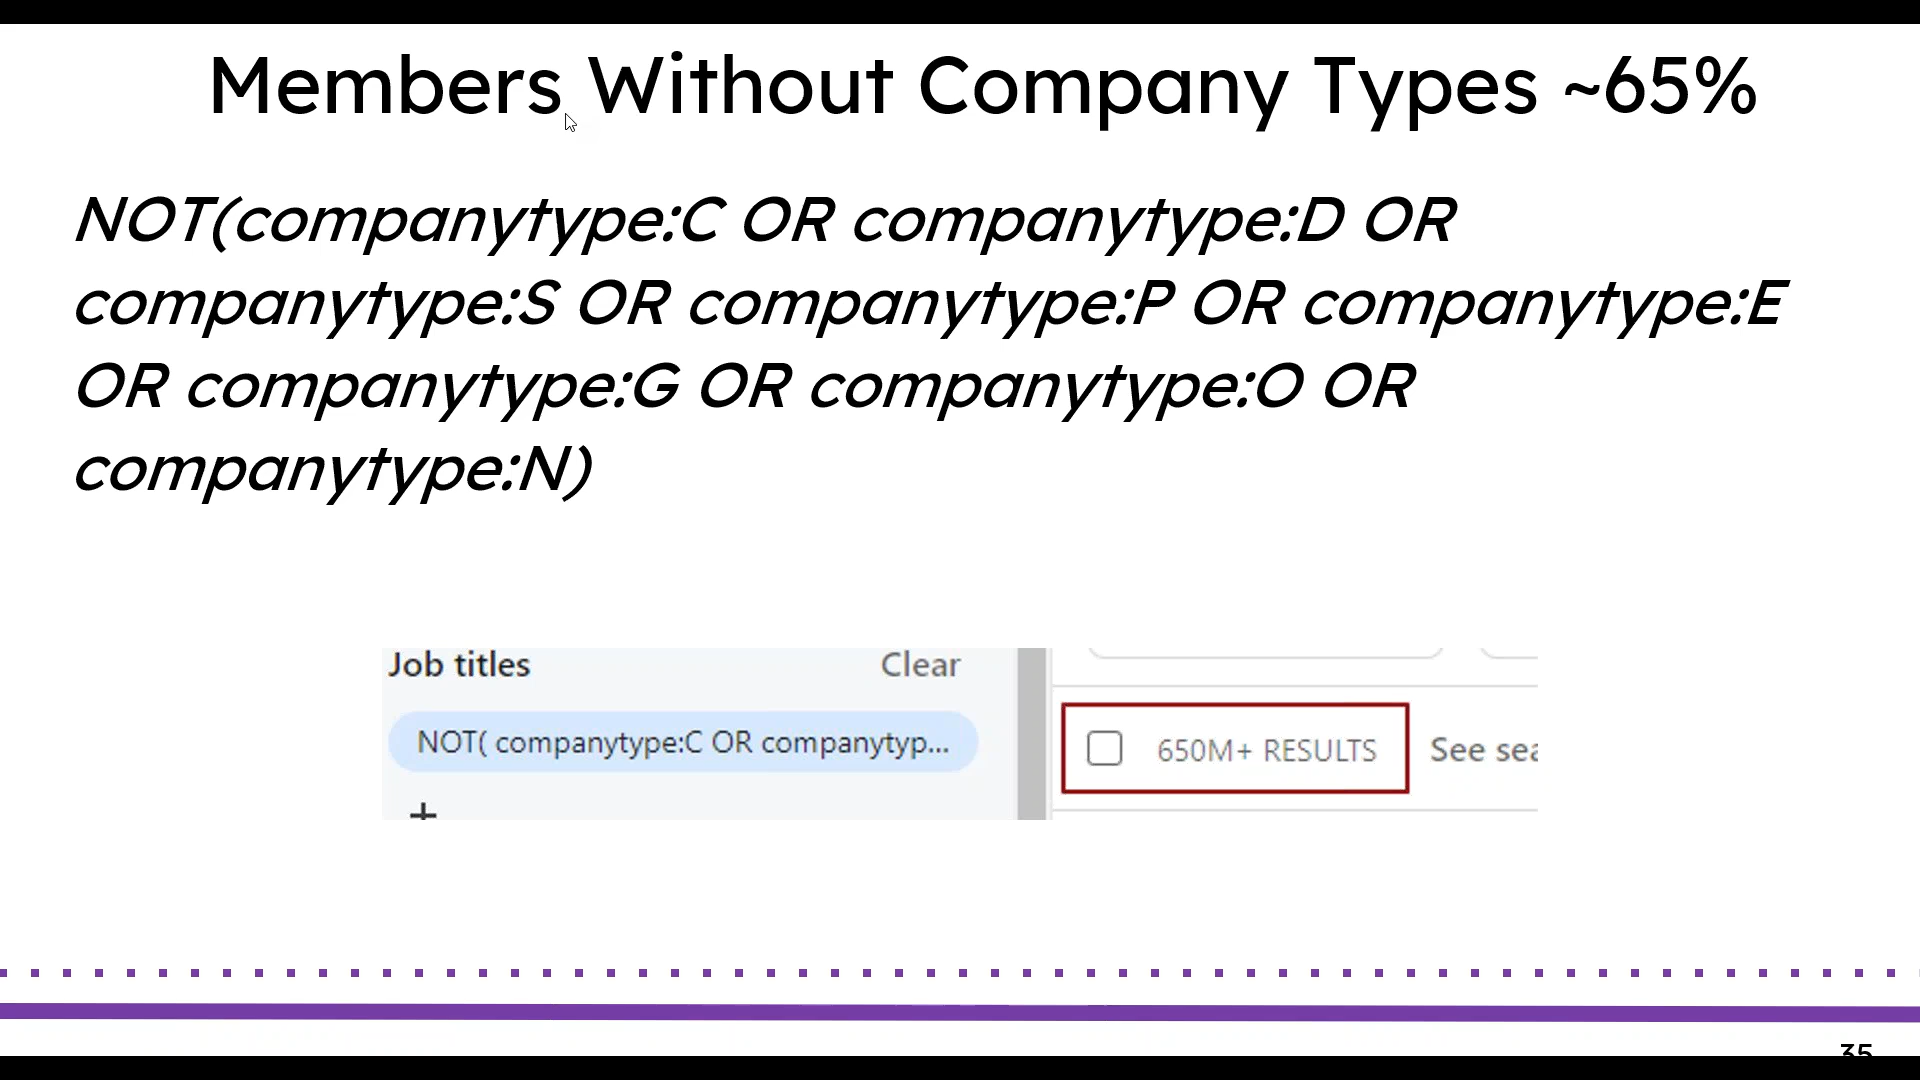 Members Without Company Types ~65%
NOT(companytype:C OR companytype:D OR
companytype:S OR companytype:P OR companytype:E
OR companytype:G OR companytype:O OR
companytype:N)
Job titles Clear
NOT( companytype:C OR companytyp...
+
650M+ RESULTS See sea
35